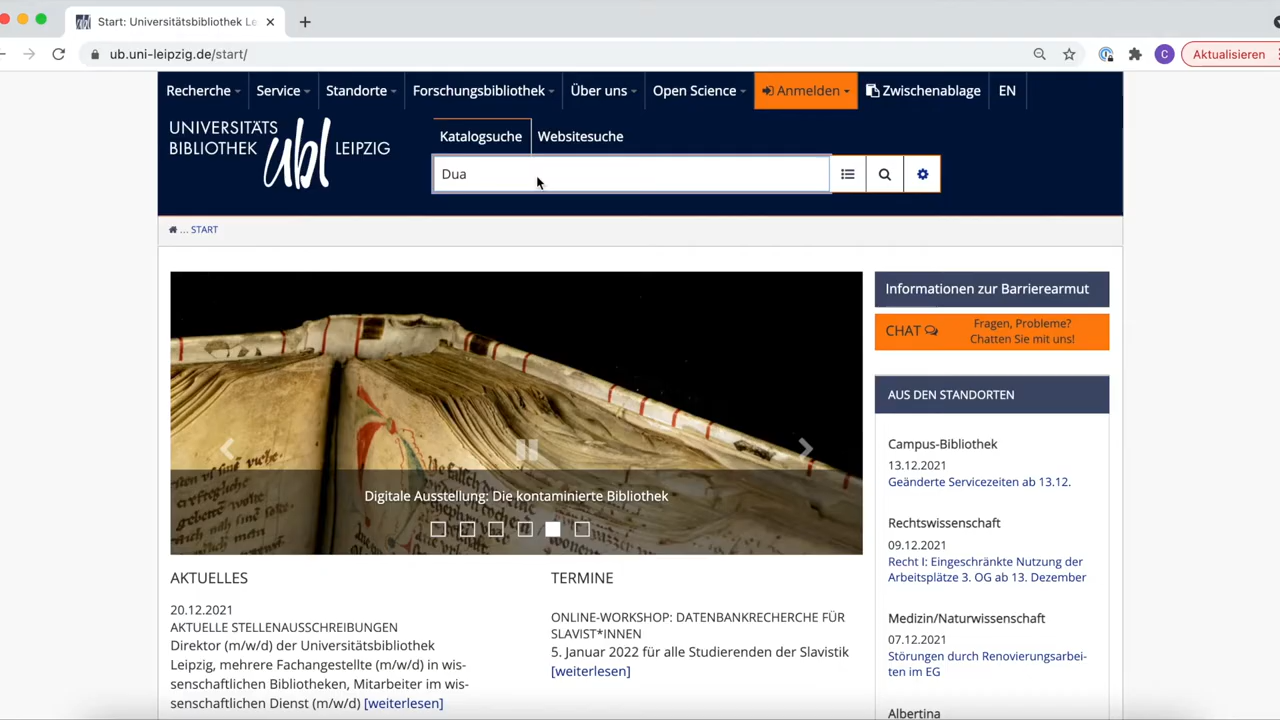 Start: Universitätsbibliothek Le
ub.uni-leipzig.de/start/
Aktualisieren
Recherche
Service
Standorte
Forschungsbibliothek
Über uns
Open Science
Anmelden
Zwischenablage
EN
UNIVERSITÄTS
BIBLIOTHEK ubl LEIPZIG
Katalogsuche
Websitesuche
Dua
... START
Digitale Ausstellung: Die kontaminierte Bibliothek
AKTUELLES
20.12.2021
AKTUELLE STELLENAUSSCHREIBUNGEN
Direktor (m/w/d) der Universitätsbibliothek
Leipzig, mehrere Fachangestellte (m/w/d) in wis-
senschaftlichen Bibliotheken, Mitarbeiter im wis-
senschaftlichen Dienst (m/w/d) [weiterlesen]
TERMINE
ONLINE-WORKSHOP: DATENBANKRECHERCHE FÜR
SLAVIST*INNEN
5. Januar 2022 für alle Studierenden der Slavistik
[weiterlesen]
Informationen zur Barrierearmut
CHAT
Fragen, Probleme?
Chatten Sie mit uns!
AUS DEN STANDORTEN
Campus-Bibliothek
13.12.2021
Geänderte Servicezeiten ab 13.12.
Rechtswissenschaft
09.12.2021
Recht I: Eingeschränkte Nutzung der
Arbeitsplätze 3. OG ab 13. Dezember
Medizin/Naturwissenschaft
07.12.2021
Störungen durch Renovierungsarbei-
ten im EG
Albertina